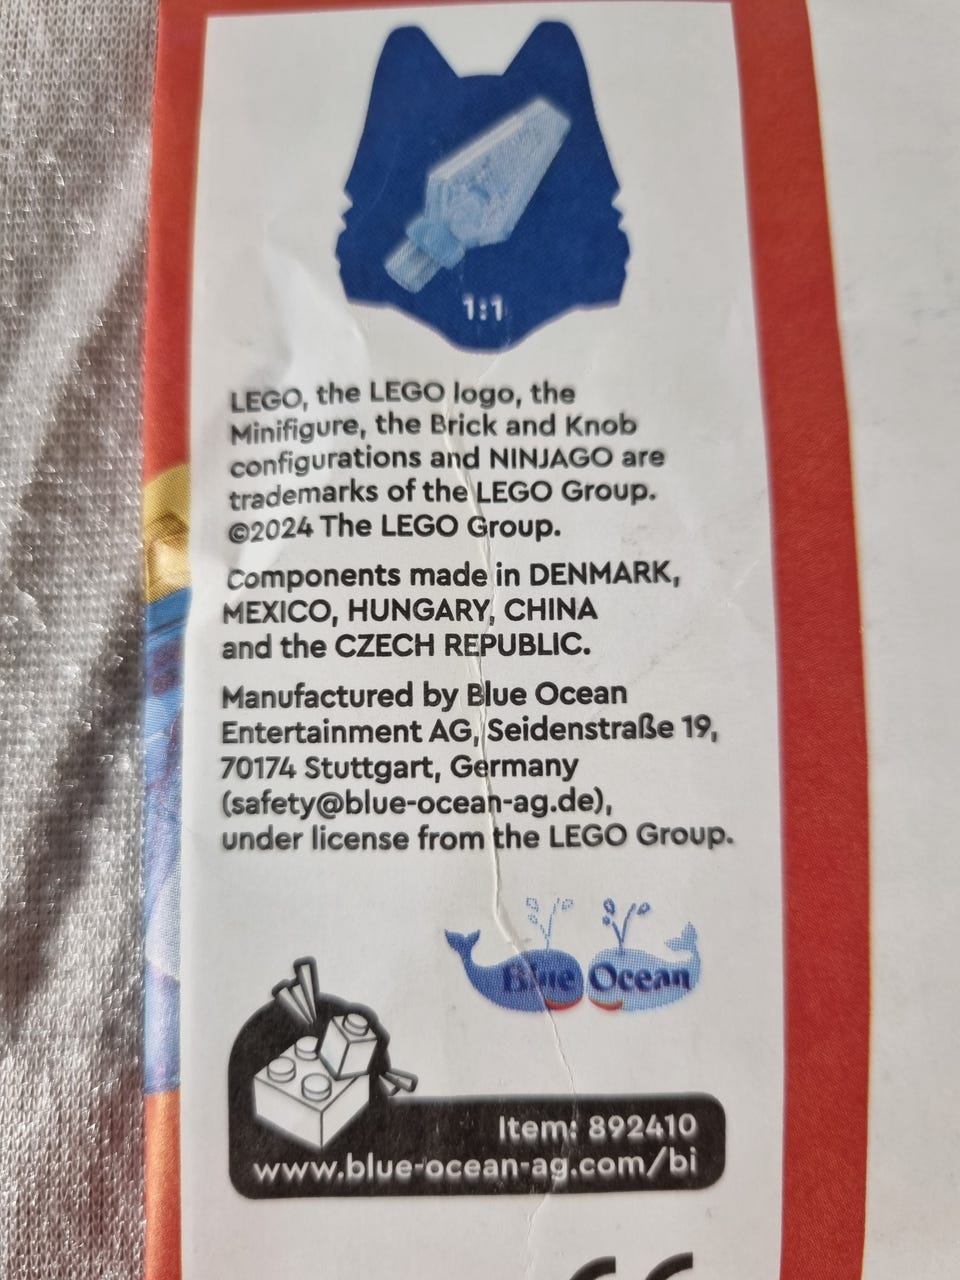 1:1
LEGO, the LEGO logo, the
Minifigure, the Brick and Knob
configurations and NINJAGO are
trademarks of the LEGO Group.
©2024 The LEGO Group.
Components made in DENMARK,
MEXICO, HUNGARY, CHINA
and the CZECH REPUBLIC.
Manufactured by Blue Ocean
Entertainment AG, Seidenstraße 19,
70174 Stuttgart, Germany
(safety@blue-ocean-ag.de),
under license from the LEGO Group.
Blue Ocean
Item: 892410
www.blue-ocean-ag.com/bi